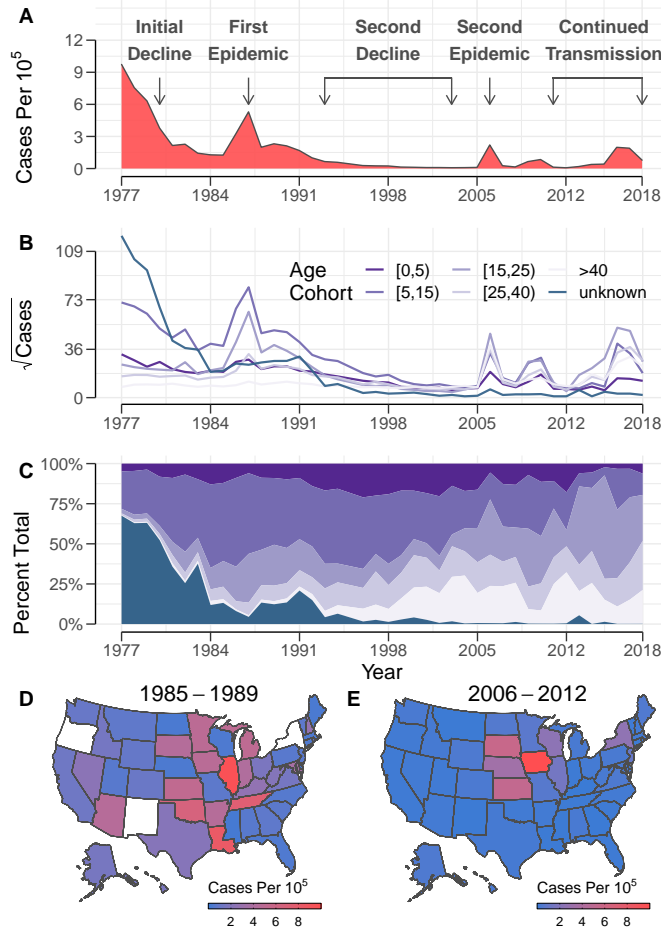 A
Initial Decline
First Epidemic
Second Decline
Second Epidemic
Continued Transmission
Cases Per 10^5
12
9
6
3
0
1977 1984 1991 1998 2005 2012 2018
B
√Cases
109
73
36
0
Age Cohort
[0,5) [15,25) >40
[5,15) [25,40) unknown
1977 1984 1991 1998 2005 2012 2018
C
Percent Total
100%
75%
50%
25%
0%
1977 1984 1991 1998 2005 2012 2018
Year
D
1985 – 1989
Cases Per 10^5
2 4 6 8
E
2006 – 2012
Cases Per 10^5
2 4 6 8